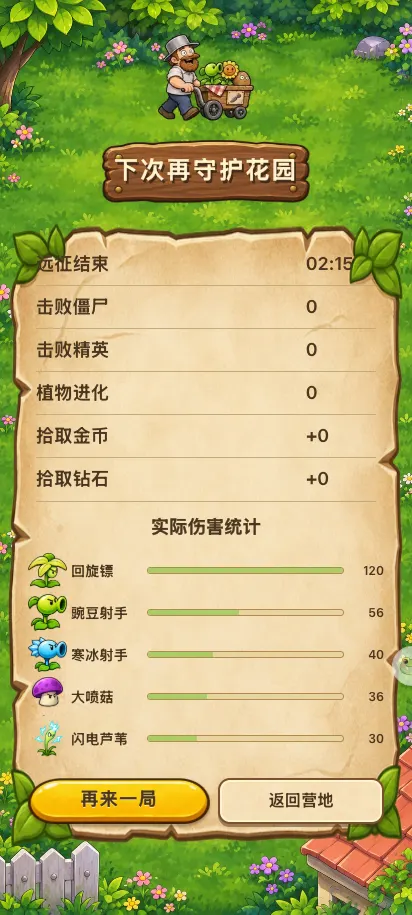 下次再守护花园
远征结束 02:15
击败僵尸 0
击败精英 0
植物进化 0
拾取金币 +0
拾取钻石 +0
实际伤害统计
回旋镖 120
豌豆射手 56
寒冰射手 40
大喷菇 36
闪电芦苇 30
再来一局 返回营地